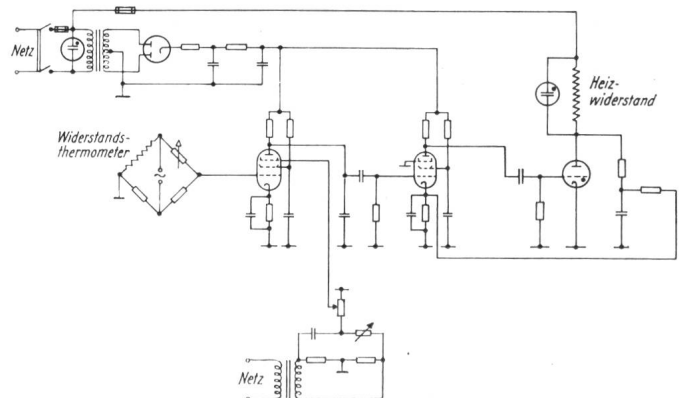 Netz
Heiz-
widerstand
Widerstands-
thermometer
Netz